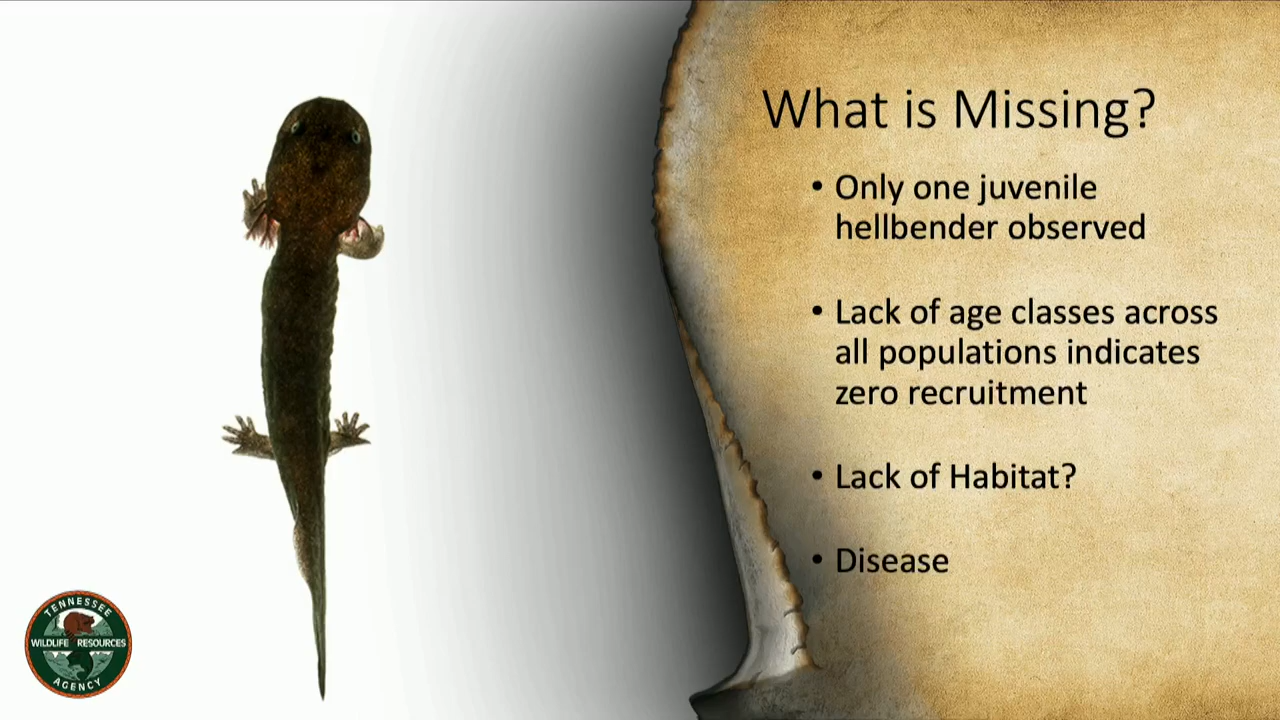 What is Missing?
• Only one juvenile
hellbender observed
• Lack of age classes across
all populations indicates
zero recruitment
• Lack of Habitat?
• Disease
TENNESSEE
WILDLIFE RESOURCES
AGENCY